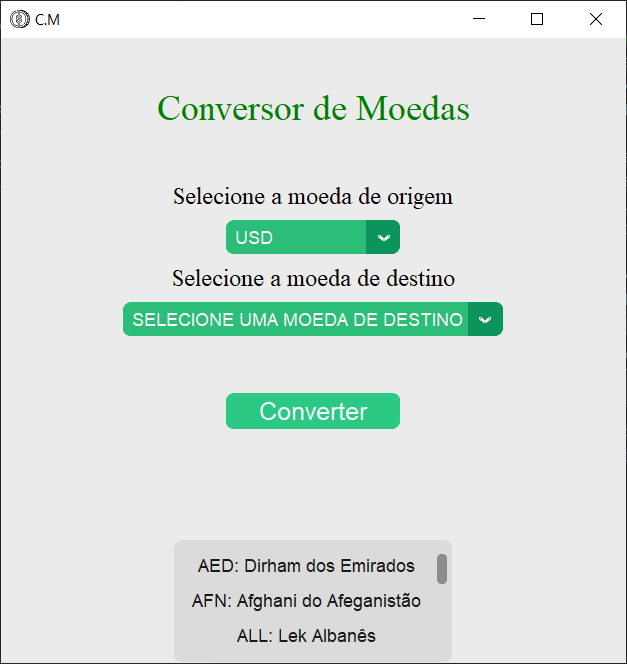 C.M
Conversor de Moedas
Selecione a moeda de origem
USD
Selecione a moeda de destino
SELECIONE UMA MOEDA DE DESTINO
Converter
AED: Dirham dos Emirados
AFN: Afghani do Afeganistão
ALL: Lek Albanês